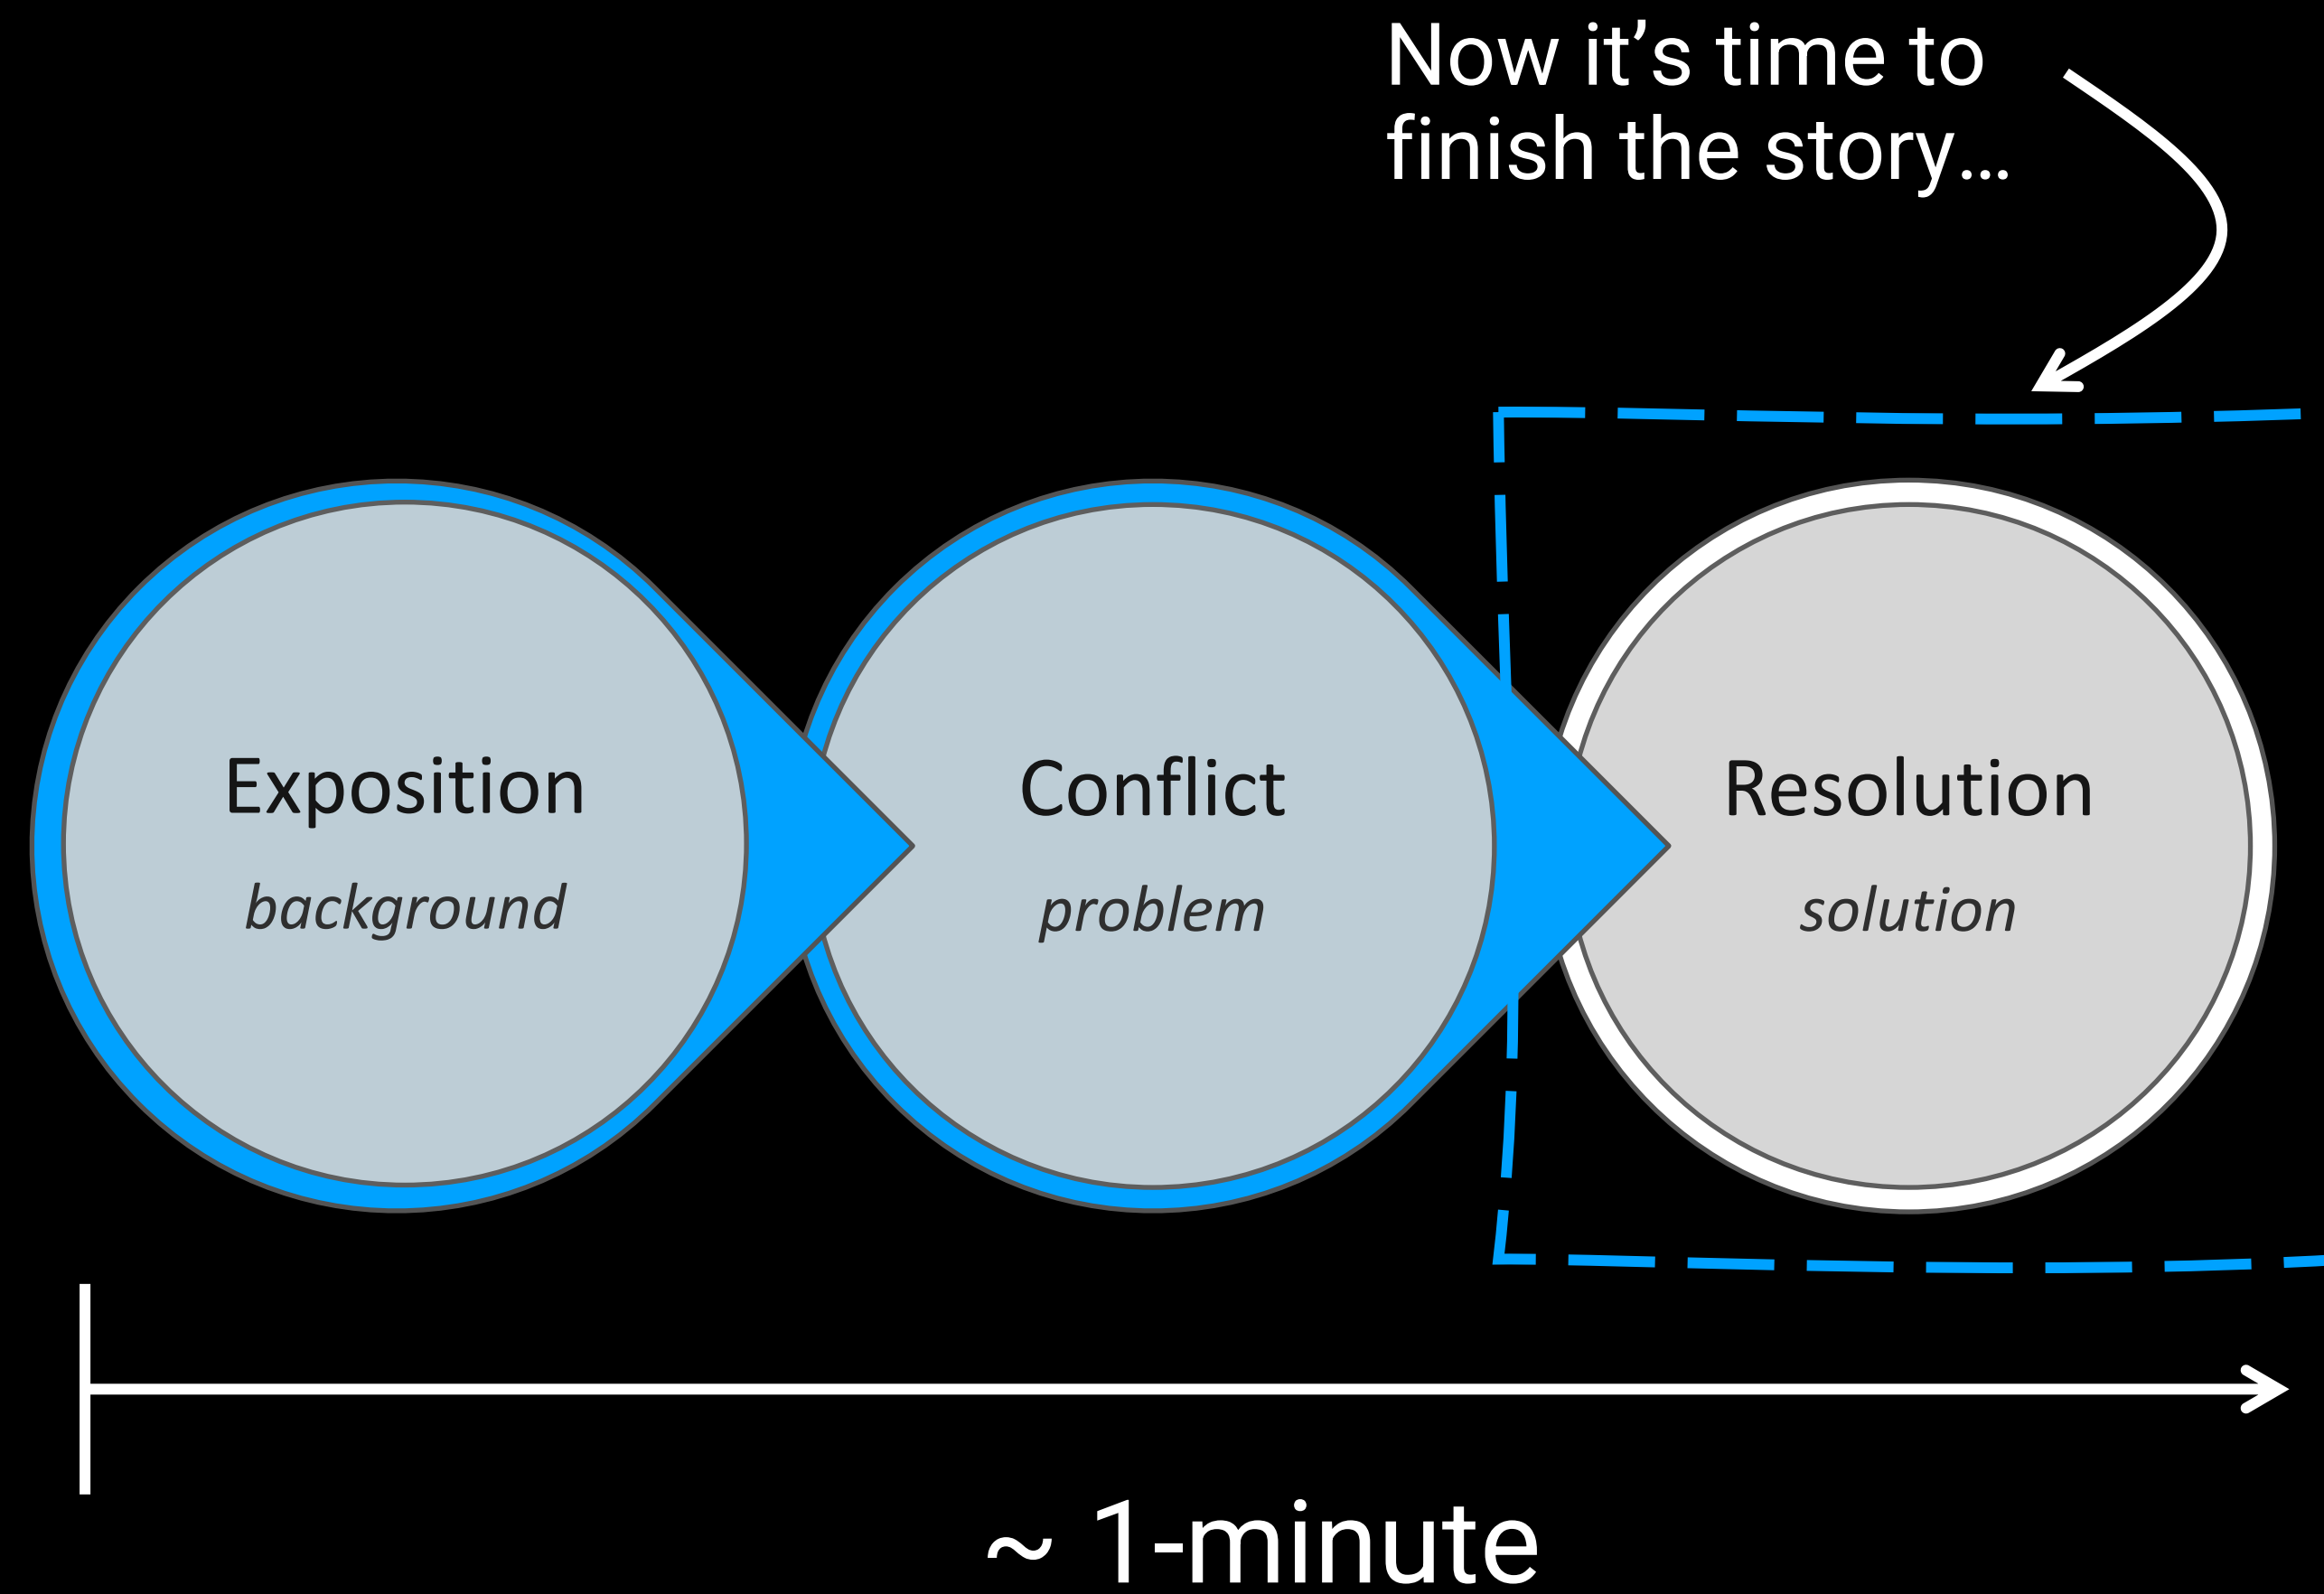 Now it’s time to
finish the story…
Exposition
background
Conflict
problem
Resolution
solution
~ 1-minute